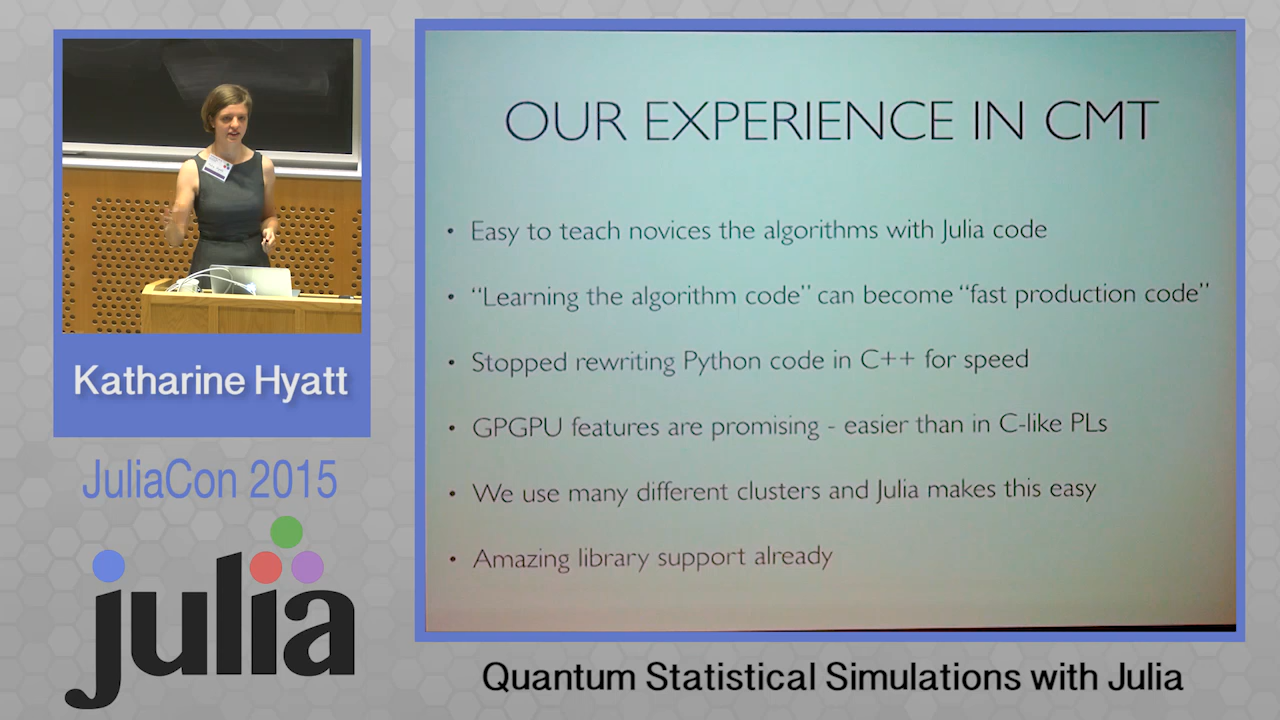 Katharine Hyatt
JuliaCon 2015
julia
OUR EXPERIENCE IN CMT
• Easy to teach novices the algorithms with Julia code
• “Learning the algorithm code” can become “fast production code”
• Stopped rewriting Python code in C++ for speed
• GPGPU features are promising - easier than in C-like PLs
• We use many different clusters and Julia makes this easy
• Amazing library support already
Quantum Statistical Simulations with Julia